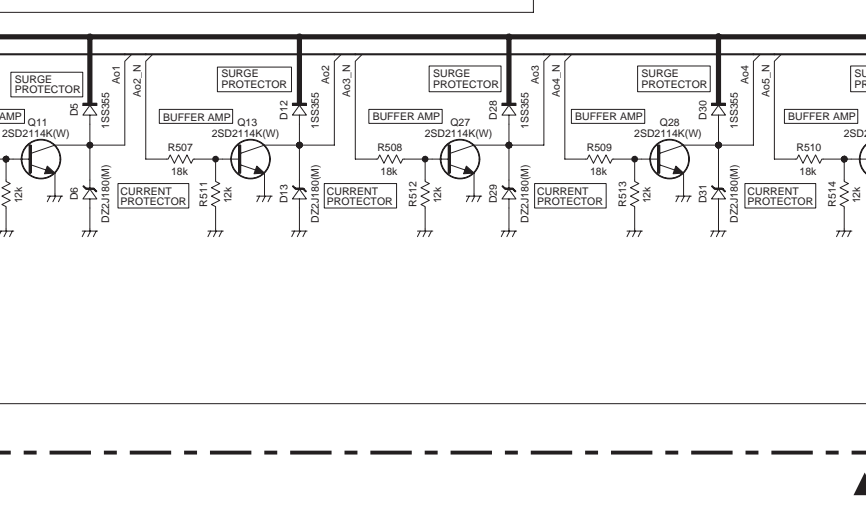 SURGE
PROTECTOR
D5
1SS355
Ao1
Ao2_N
AMP
Q11
2SD2114K(W)
12k
D6
DZ2J180(M)
CURRENT
PROTECTOR
SURGE
PROTECTOR
D12
1SS355
Ao2
Ao3_N
BUFFER AMP
Q13
2SD2114K(W)
R507
18k
R511
12k
D13
DZ2J180(M)
CURRENT
PROTECTOR
SURGE
PROTECTOR
D28
1SS355
Ao3
Ao4_N
BUFFER AMP
Q27
2SD2114K(W)
R508
18k
R512
12k
D29
DZ2J180(M)
CURRENT
PROTECTOR
SURGE
PROTECTOR
D30
1SS355
Ao4
Ao5_N
BUFFER AMP
Q28
2SD2114K(W)
R509
18k
R513
12k
D31
DZ2J180(M)
CURRENT
PROTECTOR
BUFFER AMP
R510
18k
R514
12k